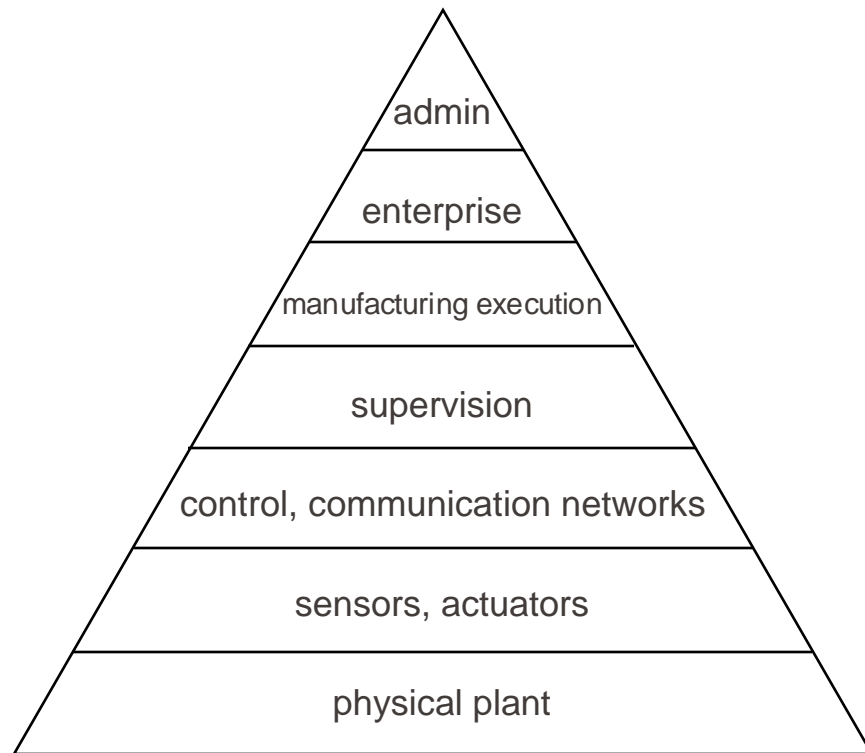 admin
enterprise
manufacturing execution
supervision
control, communication networks
sensors, actuators
physical plant